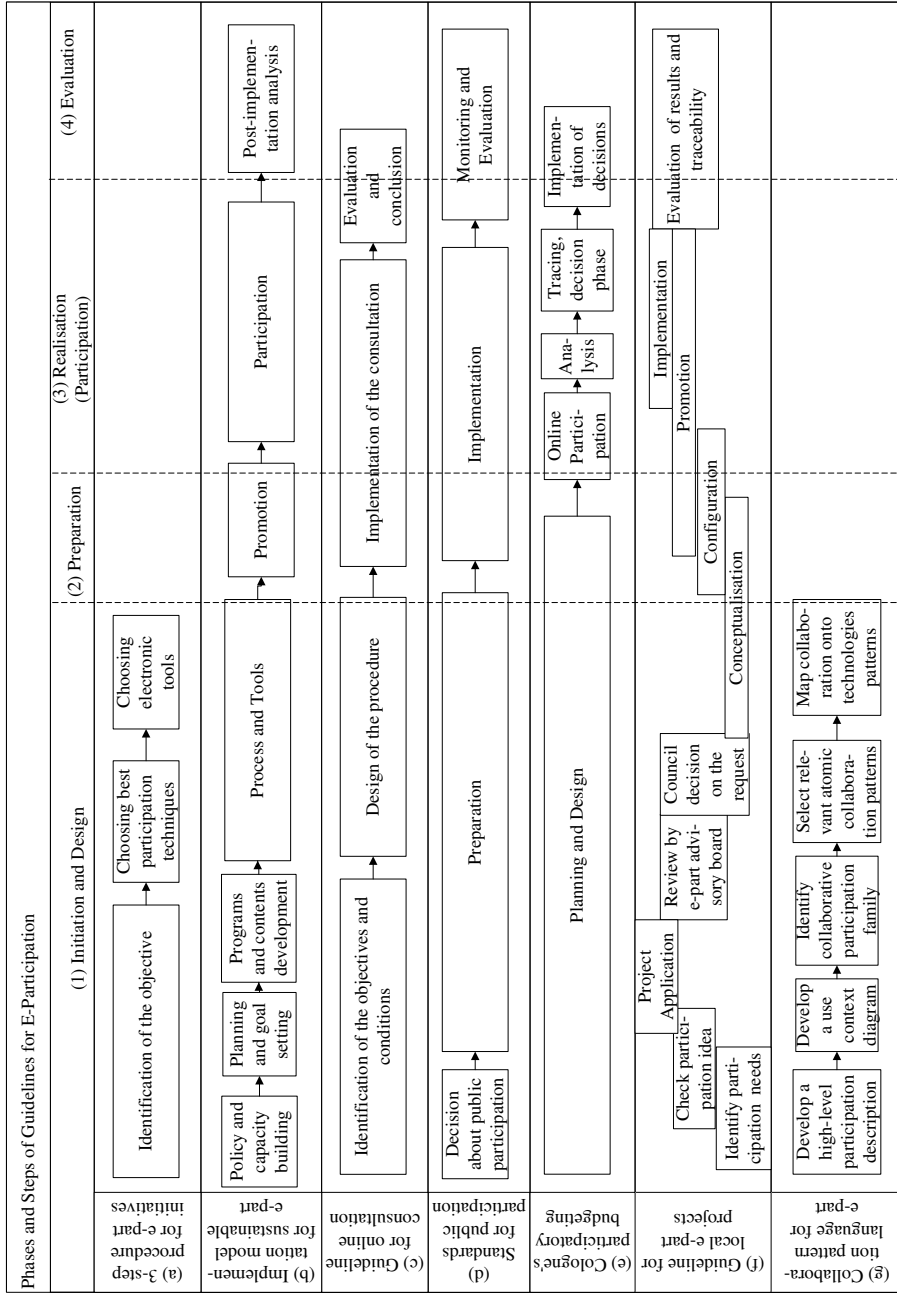 Phases and Steps of Guidelines for E-Participation
(1) Initiation and Design
(2) Preparation
(3) Realisation
(Participation)
(4) Evaluation
(a) 3-step
procedure
for e-part
initiatives
Identification of the objective
Choosing best
participation
techniques
Choosing
electronic
tools
(b) Implemen-
tation model
for sustainable
e-part
Policy and
capacity
building
Planning
and goal
setting
Programs
and contents
development
Process and Tools
Promotion
Participation
Post-implemen-
tation analysis
(c) Guideline
for online
consultation
Identification of the objectives and
conditions
Design of the procedure
Implementation of the consultation
Evaluation
and
conclusion
(d)
Standards
for public
participation
Decision
about public
participation
Preparation
Implementation
Monitoring and
Evaluation
(e) Cologne's
participatory
budgeting
Planning and Design
Online
Partici-
pation
Ana-
lysis
Tracing,
decision
phase
Implemen-
tation of
decisions
(f) Guideline for
local e-part
projects
Identify parti-
cipation needs
Check partici-
pation idea
Project
Application
Review by
e-part advi-
sory board
Council
decision
on the
request
Conceptualisation
Configuration
Promotion
Implementation
Evaluation of results and
traceability
(g) Collabora-
tion pattern
language for
e-part
Develop a
high-level
participation
description
Develop
a use
context
diagram
Identify
collaborative
participation
family
Select rele-
vant atomic
collabora-
tion patterns
Map collabo-
ration onto
technologies
patterns